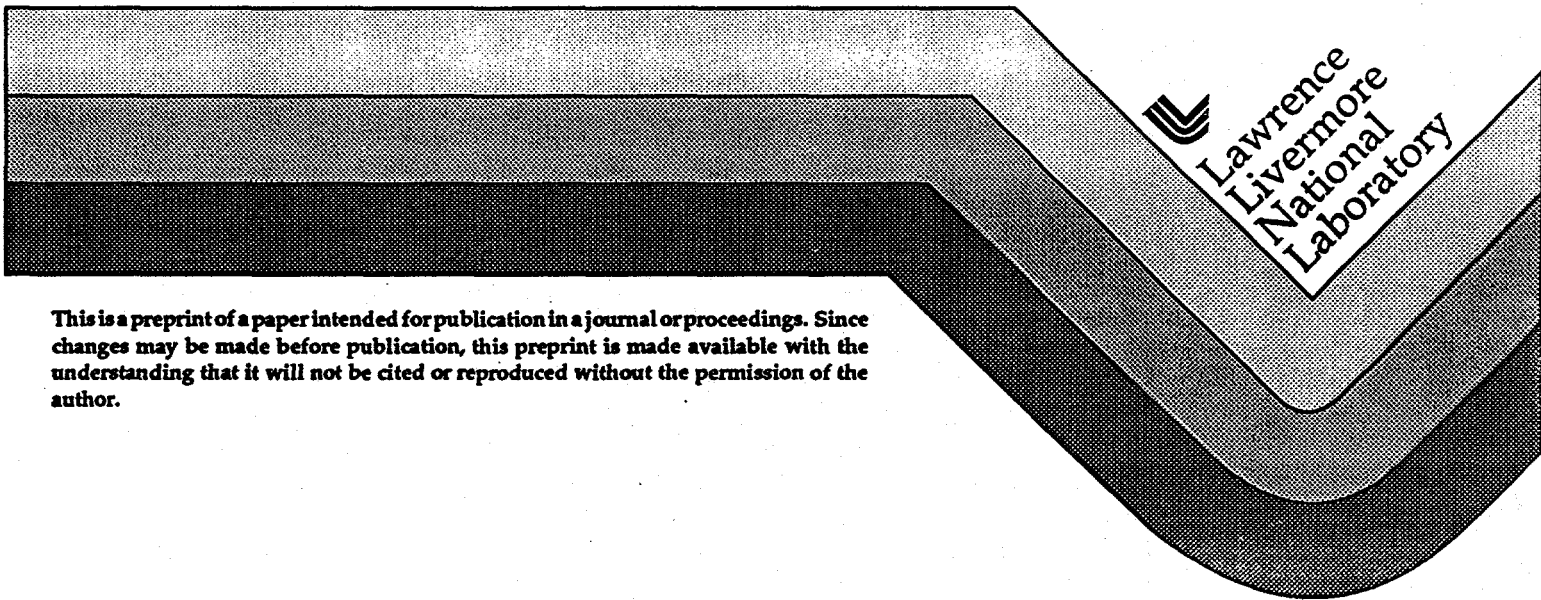 Lawrence
Livermore
National
Laboratory
This is a preprint of a paper intended for publication in a journal or proceedings. Since
changes may be made before publication, this preprint is made available with the
understanding that it will not be cited or reproduced without the permission of the
author.